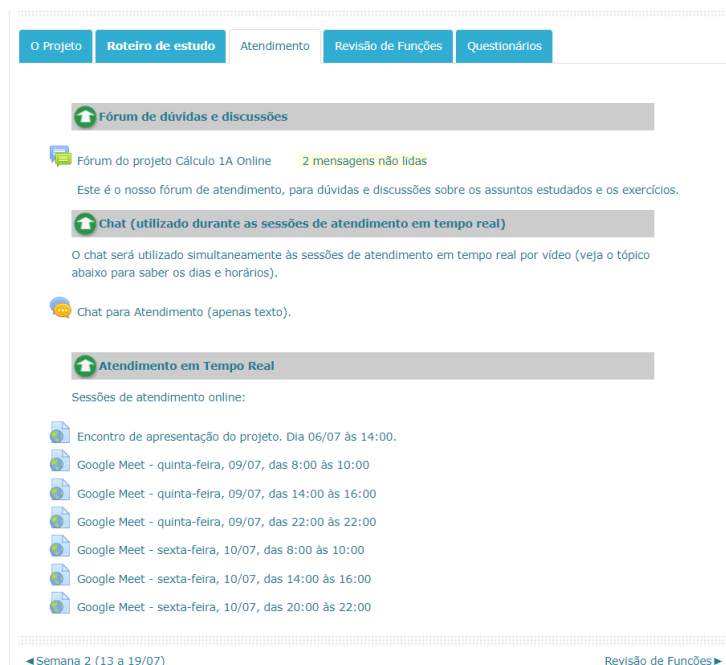 O Projeto
Roteiro de estudo
Atendimento
Revisão de Funções
Questionários
Fórum de dúvidas e discussões
Fórum do projeto Cálculo 1A Online 2 mensagens não lidas
Este é o nosso fórum de atendimento, para dúvidas e discussões sobre os assuntos estudados e os exercícios.
Chat (utilizado durante as sessões de atendimento em tempo real)
O chat será utilizado simultaneamente às sessões de atendimento em tempo real por vídeo (veja o tópico
abaixo para saber os dias e horários).
Chat para Atendimento (apenas texto).
Atendimento em Tempo Real
Sessões de atendimento online:
Encontro de apresentação do projeto. Dia 06/07 às 14:00.
Google Meet - quinta-feira, 09/07, das 8:00 às 10:00
Google Meet - quinta-feira, 09/07, das 14:00 às 16:00
Google Meet - quinta-feira, 09/07, das 22:00 às 22:00
Google Meet - sexta-feira, 10/07, das 8:00 às 10:00
Google Meet - sexta-feira, 10/07, das 14:00 às 16:00
Google Meet - sexta-feira, 10/07, das 20:00 às 22:00
◄Semana 2 (13 a 19/07)
Revisão de Funções►